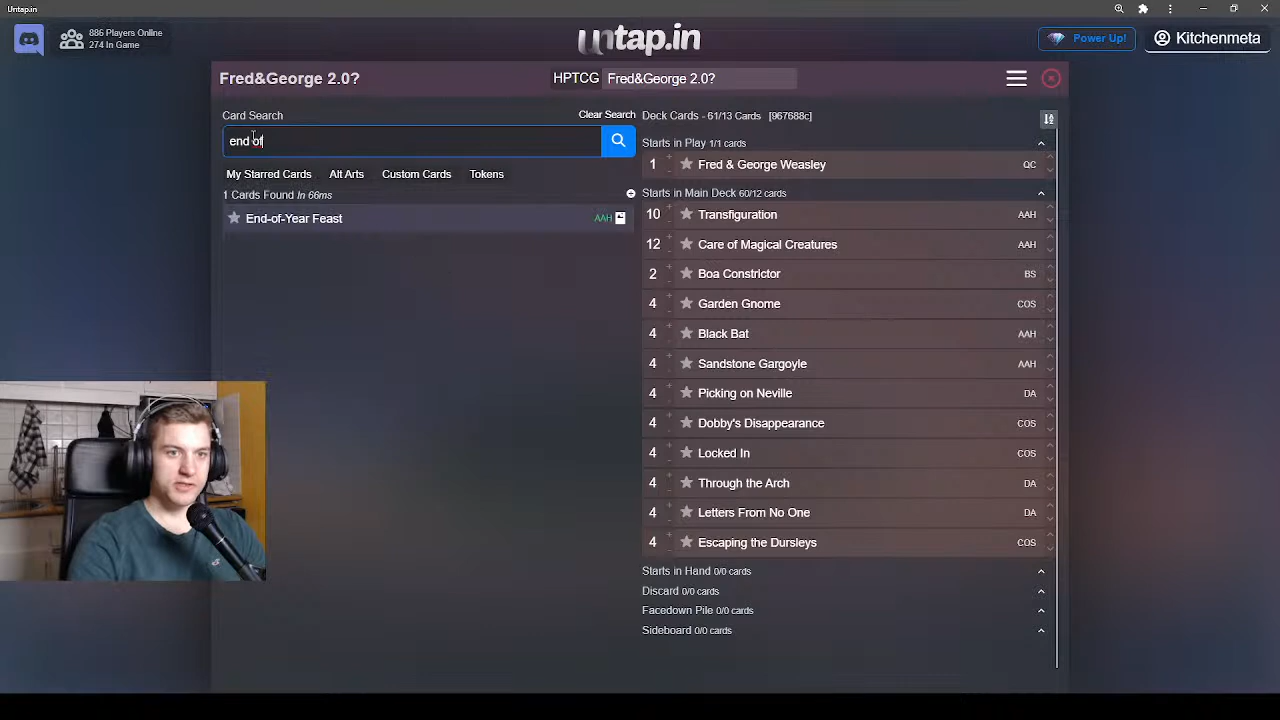 Untap.in
886 Players Online
274 In Game
untap.in
Power Up!
Kitchenmeta
Fred&George 2.0?
HPTCG Fred&George 2.0?
Card Search
Clear Search
end of
My Starred Cards Alt Arts Custom Cards Tokens
1 Cards Found In 66ms
End-of-Year Feast AAH
Deck Cards - 61/13 Cards [967688c]
Starts in Play 1/1 cards
1 Fred & George Weasley QC
Starts in Main Deck 60/12 cards
10 Transfiguration AAH
12 Care of Magical Creatures AAH
2 Boa Constrictor BS
4 Garden Gnome COS
4 Black Bat AAH
4 Sandstone Gargoyle AAH
4 Picking on Neville DA
4 Dobby's Disappearance COS
4 Locked In COS
4 Through the Arch DA
4 Letters From No One DA
4 Escaping the Dursleys COS
Starts in Hand 0/0 cards
Discard 0/0 cards
Facedown Pile 0/0 cards
Sideboard 0/0 cards